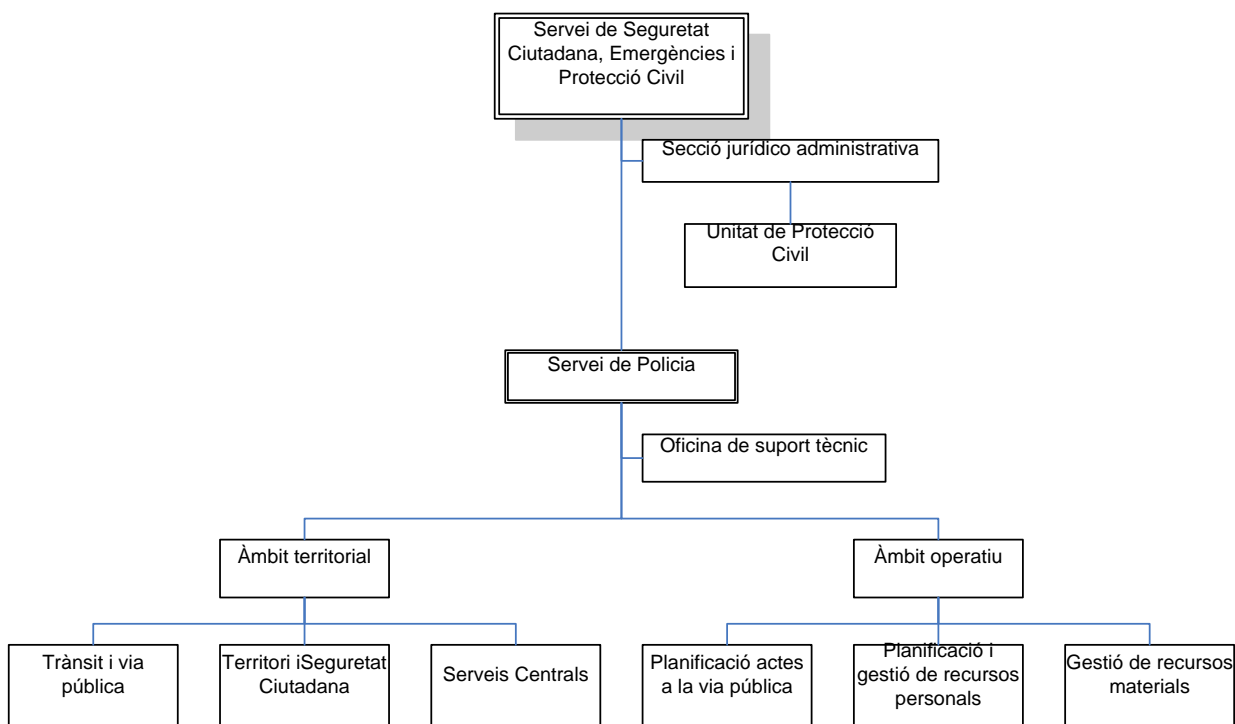 Servei de Seguretat
Ciutadana, Emergències i
Protecció Civil
Secció jurídico administrativa
Unitat de Protecció
Civil
Servei de Policia
Oficina de suport tècnic
Àmbit territorial
Àmbit operatiu
Trànsit i via
pública
Territori iSeguretat
Ciutadana
Serveis Centrals
Planificació actes
a la via pública
Planificació i
gestió de recursos
personals
Gestió de recursos
materials